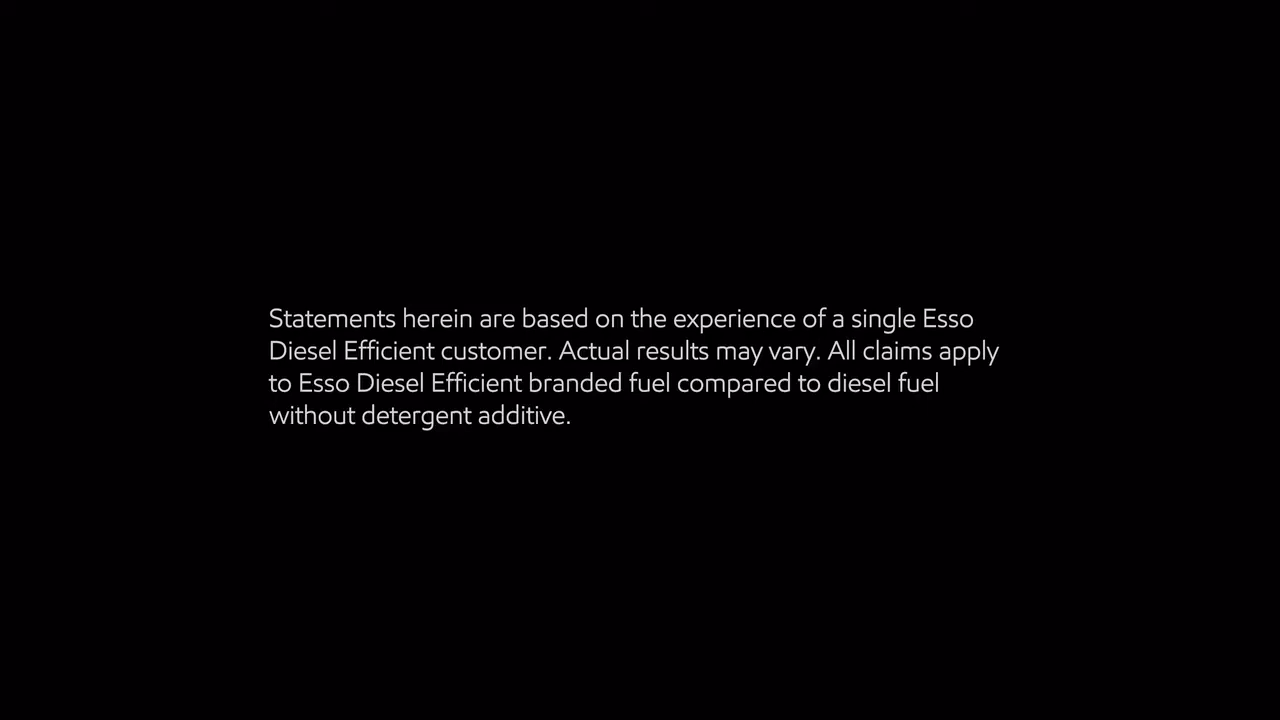 Statements herein are based on the experience of a single Esso
Diesel Efficient customer. Actual results may vary. All claims apply
to Esso Diesel Efficient branded fuel compared to diesel fuel
without detergent additive.